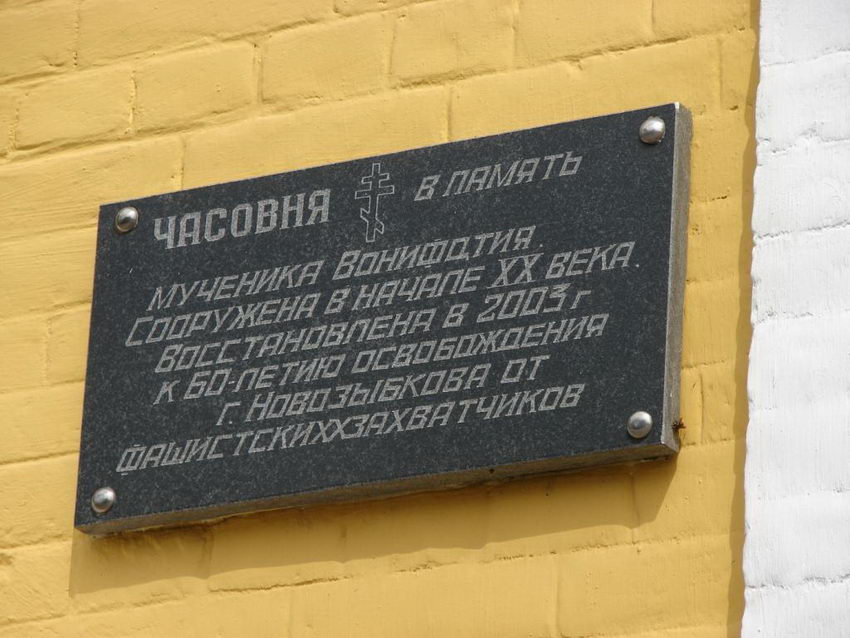 ЧАСОВНЯ В ПАМЯТЬ
МУЧЕНИКА ВОНИФАТИЯ
СООРУЖЕНА В НАЧАЛЕ XX ВЕКА
ВОССТАНОВЛЕНА В 2003 г
К 60-ЛЕТИЮ ОСВОБОЖДЕНИЯ
г. НОВОЗЫБКОВА ОТ
ФАШИСТСКИХХЗАХВАТЧИКОВ